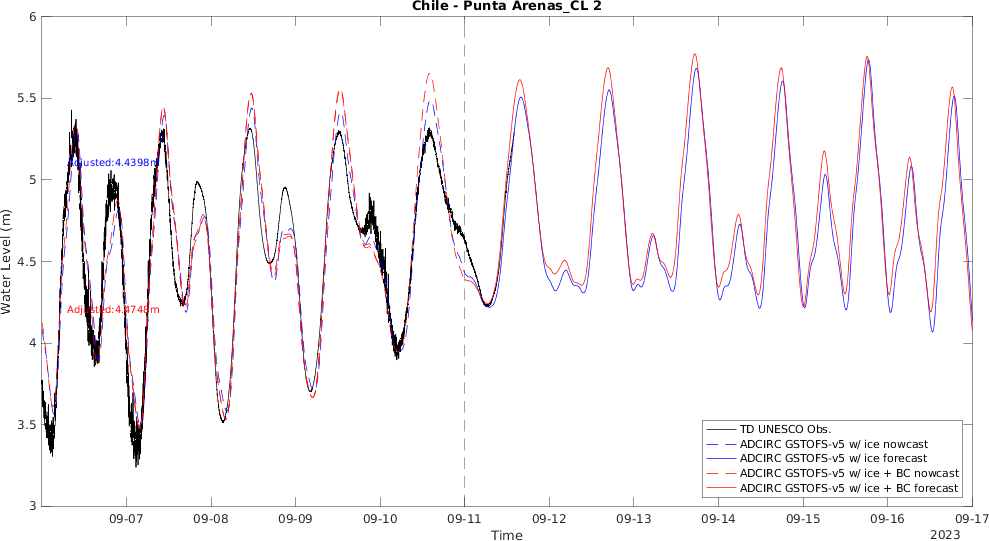 Chile - Punta Arenas_CL 2
6
5.5
5
4.5
4
3.5
3
Water Level (m)
Adjusted:4.4398m
Adjusted:4.4748m
TD UNESCO Obs.
ADCIRC GSTOFS-v5 w/ ice nowcast
ADCIRC GSTOFS-v5 w/ ice forecast
ADCIRC GSTOFS-v5 w/ ice + BC nowcast
ADCIRC GSTOFS-v5 w/ ice + BC forecast
09-07 09-08 09-09 09-10 09-11 09-12 09-13 09-14 09-15 09-16 09-17
Time
2023